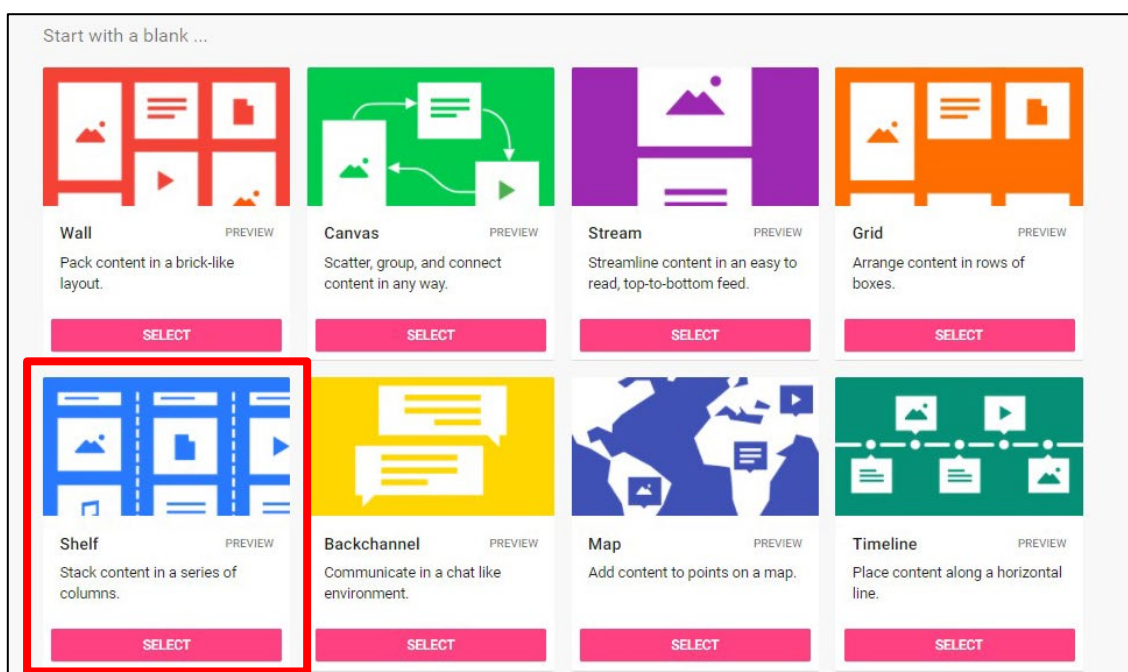 Start with a blank ...
Wall PREVIEW
Pack content in a brick-like
layout.
SELECT
Canvas PREVIEW
Scatter, group, and connect
content in any way.
SELECT
Stream PREVIEW
Streamline content in an easy to
read, top-to-bottom feed.
SELECT
Grid PREVIEW
Arrange content in rows of
boxes.
SELECT
Shelf PREVIEW
Stack content in a series of
columns.
SELECT
Backchannel PREVIEW
Communicate in a chat like
environment.
SELECT
Map PREVIEW
Add content to points on a map.
SELECT
Timeline PREVIEW
Place content along a horizontal
line.
SELECT